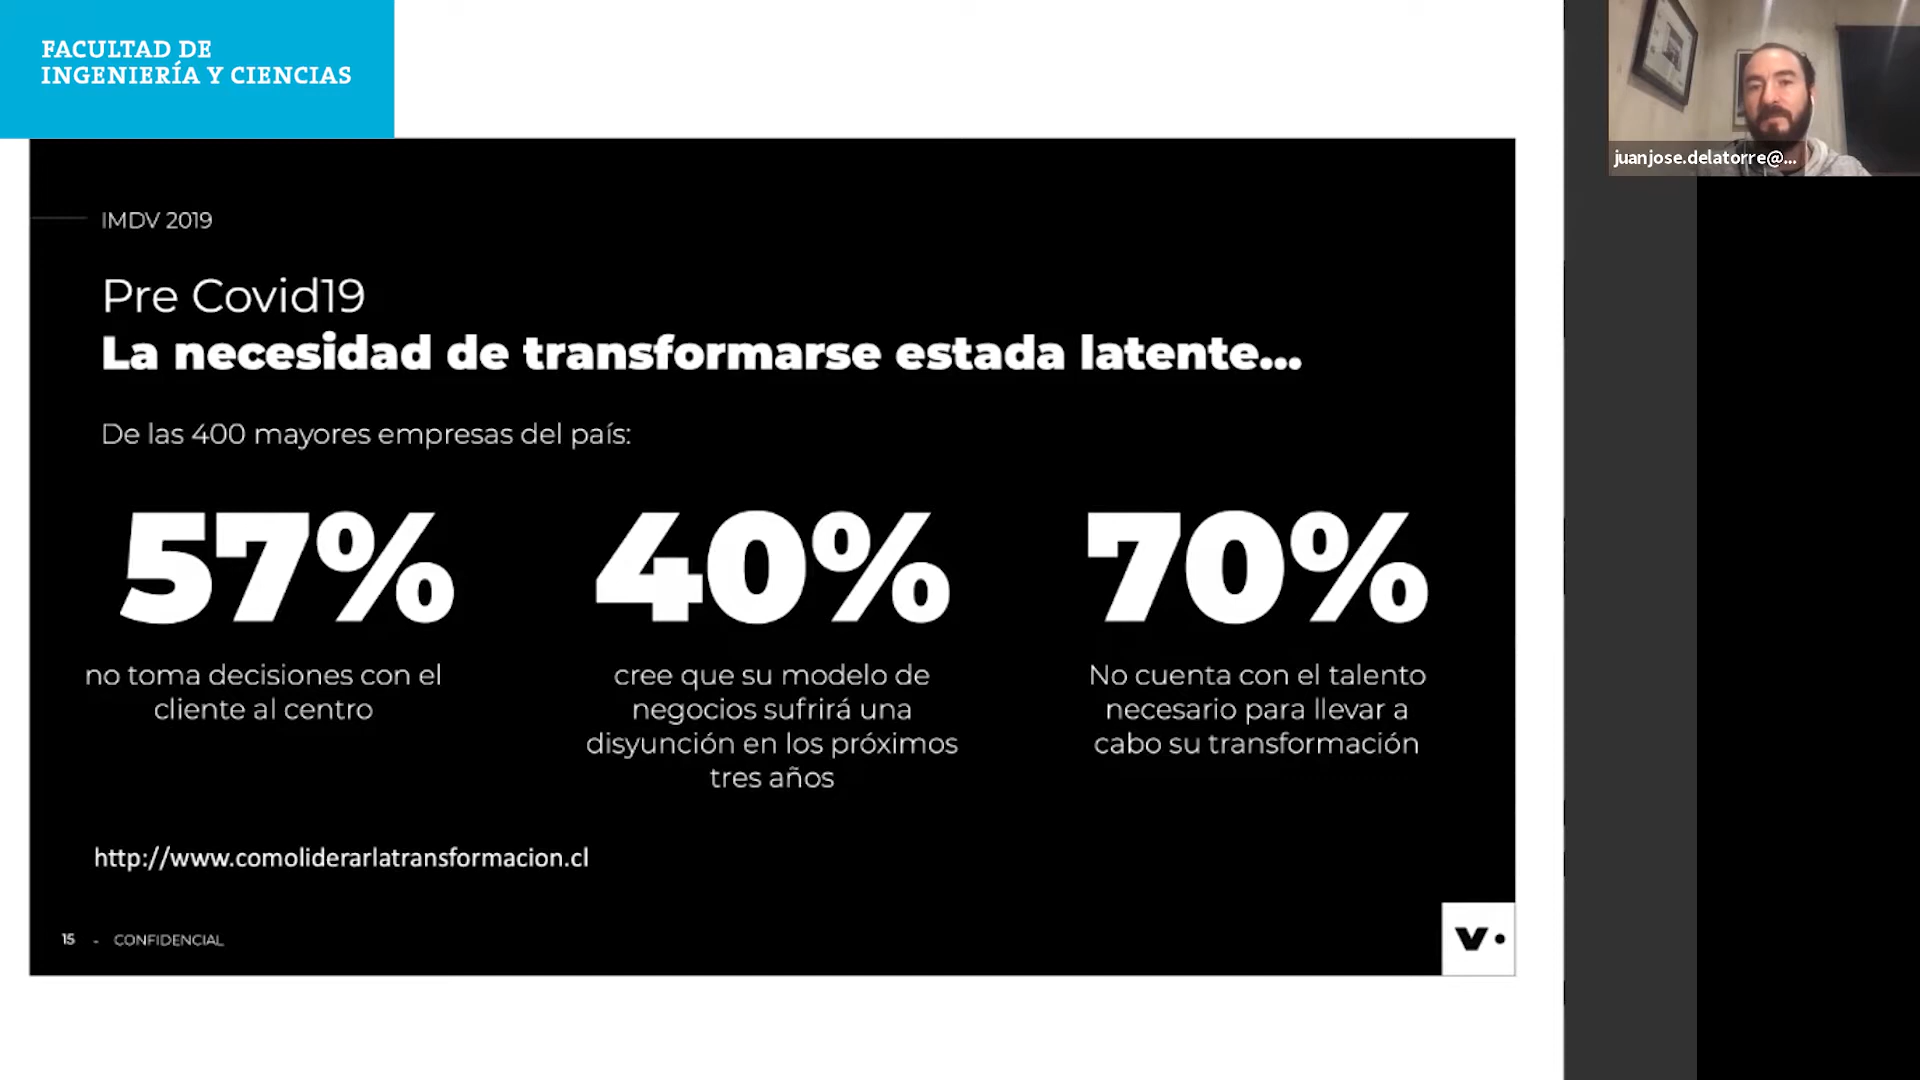 FACULTAD DE
INGENIERÍA Y CIENCIAS
juanjose.delatorre@...
IMDV 2019
Pre Covid19
La necesidad de transformarse estada latente...
De las 400 mayores empresas del país:
57%
no toma decisiones con el
cliente al centro
40%
cree que su modelo de
negocios sufrirá una
disyunción en los próximos
tres años
70%
No cuenta con el talento
necesario para llevar a
cabo su transformación
http://www.comoliderarlatransformacion.cl
15 - CONFIDENCIAL
V•